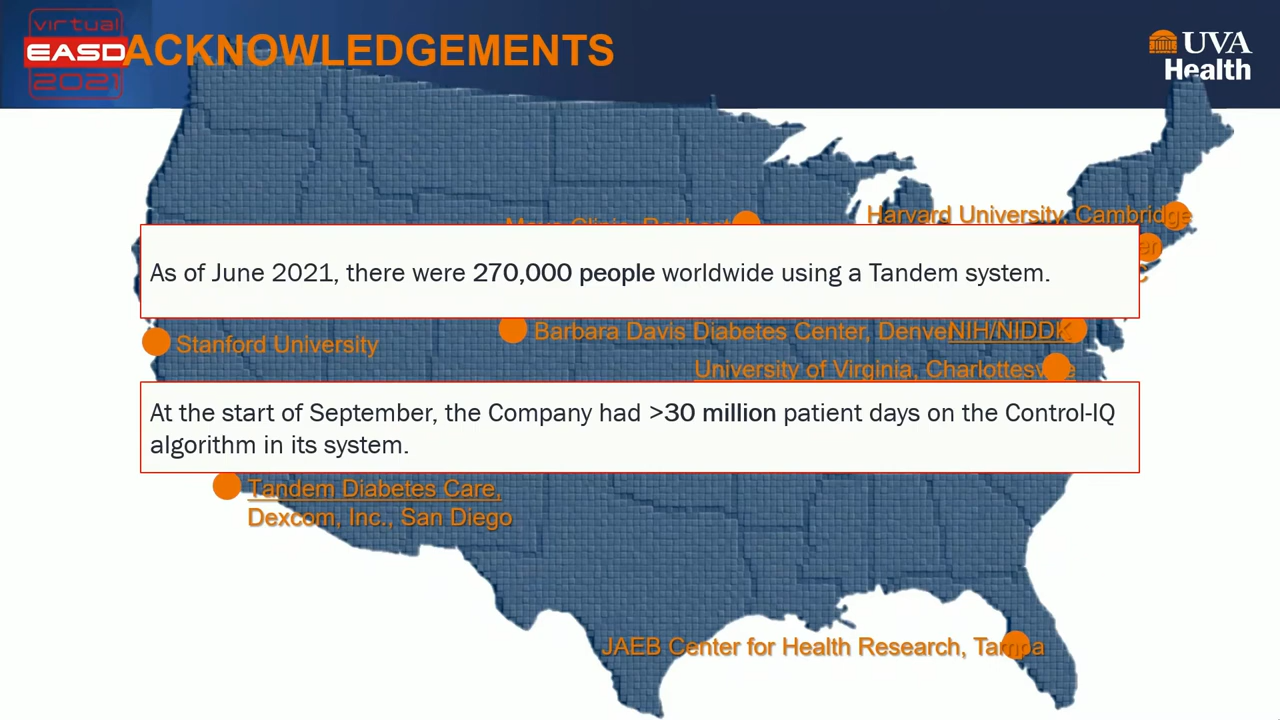 virtual
EASD
2021
ACKNOWLEDGEMENTS
UVA
Health
Harvard University, Cambridge
As of June 2021, there were 270,000 people worldwide using a Tandem system.
Barbara Davis Diabetes Center, Denver
NIH/NIDDK
Stanford University
University of Virginia, Charlottesville
At the start of September, the Company had >30 million patient days on the Control-IQ
algorithm in its system.
Tandem Diabetes Care,
Dexcom, Inc., San Diego
JAEB Center for Health Research, Tampa